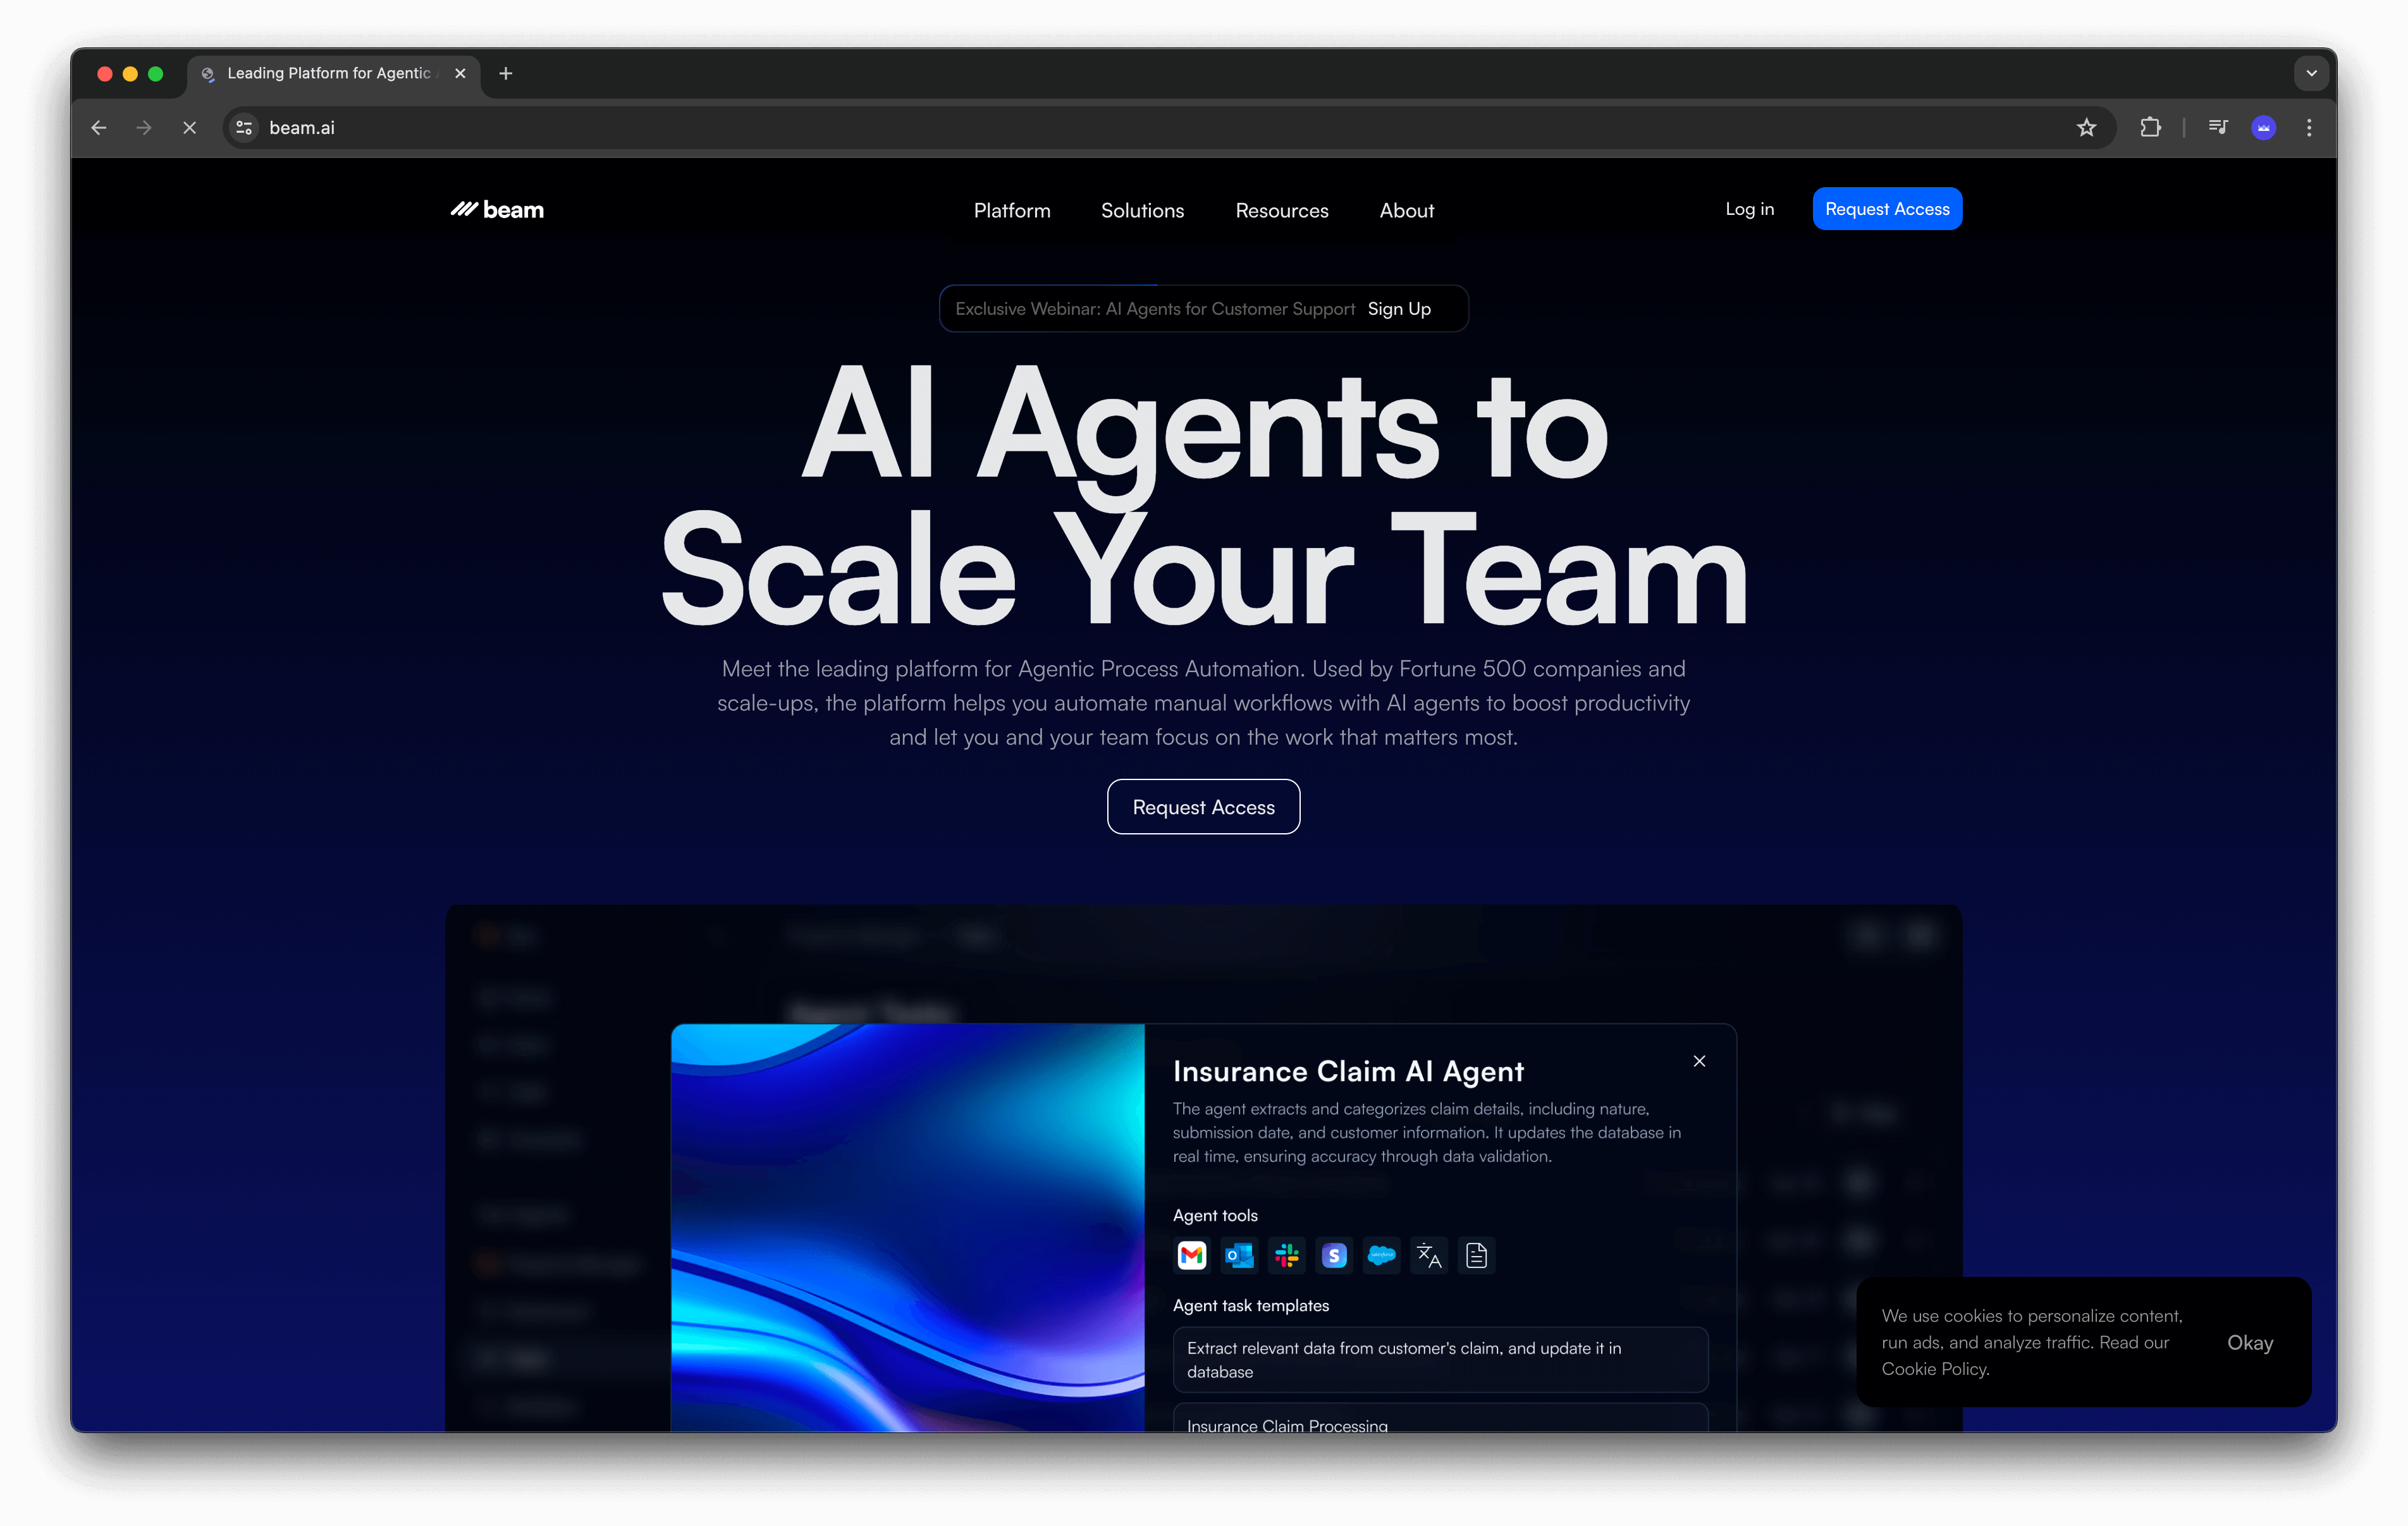 Leading Platform for Agentic
beam.ai
beam
Platform
Solutions
Resources
About
Log in
Request Access
Exclusive Webinar: AI Agents for Customer Support Sign Up
AI Agents to
Scale Your Team
Meet the leading platform for Agentic Process Automation. Used by Fortune 500 companies and
scale-ups, the platform helps you automate manual workflows with AI agents to boost productivity
and let you and your team focus on the work that matters most.
Request Access
Agent Tasks
Insurance Claim AI Agent
The agent extracts and categorizes claim details, including nature,
submission date, and customer information. It updates the database in
real time, ensuring accuracy through data validation.
Agent tools
Agent task templates
Extract relevant data from customer's claim, and update it in
database
Insurance Claim Processing
We use cookies to personalize content,
run ads, and analyze traffic. Read our
Cookie Policy.
Okay